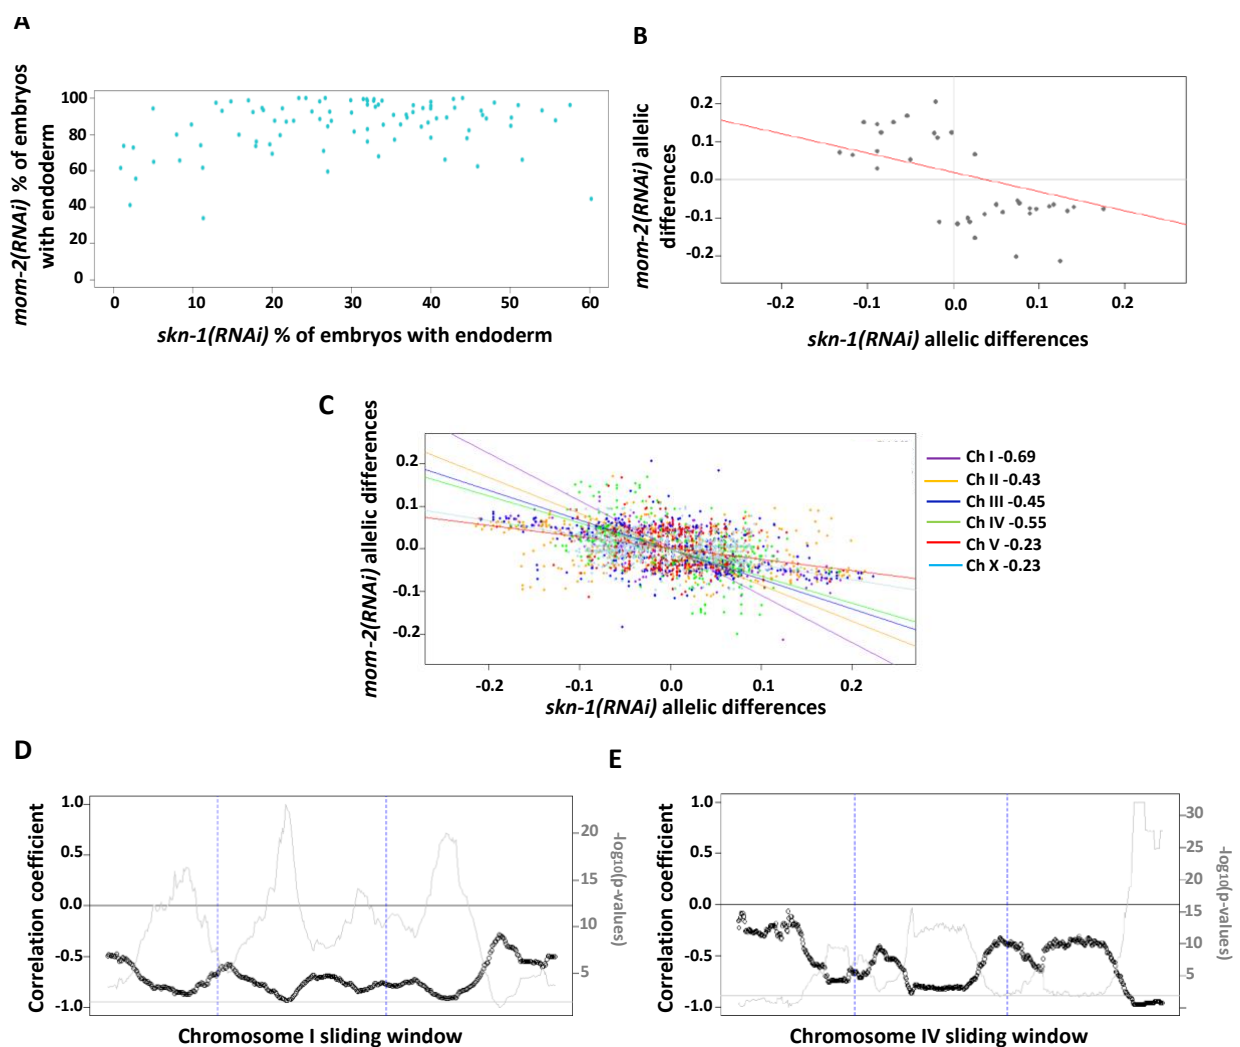 A
mom-2(RNAi) % of embryos
with endoderm
100
80
60
40
20
0
0 10 20 30 40 50 60
skn-1(RNAi) % of embryos with endoderm
B
mom-2(RNAi) allelic
differences
0.2
0.1
0.0
-0.1
-0.2
-0.2 -0.1 0.0 0.1 0.2
skn-1(RNAi) allelic differences
C
mom-2(RNAi) allelic differences
0.2
0.1
0.0
-0.1
-0.2
-0.2 -0.1 0.0 0.1 0.2
skn-1(RNAi) allelic differences
Ch I -0.69
Ch II -0.43
Ch III -0.45
Ch IV -0.55
Ch V -0.23
Ch X -0.23
D
Correlation coefficient
1.0
0.5
0.0
-0.5
-1.0
20
15
10
5
-log10(p-values)
Chromosome I sliding window
E
Correlation coefficient
1.0
0.5
0.0
-0.5
-1.0
30
25
20
15
10
5
-log10(p-values)
Chromosome IV sliding window